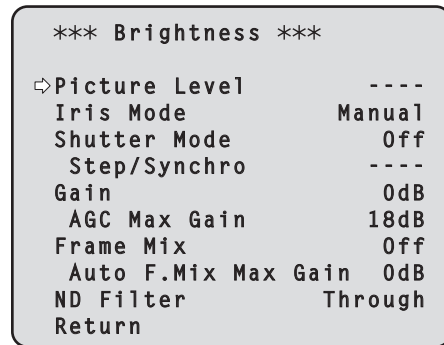 *** Brightness ***
⇨Picture Level ----
Iris Mode Manual
Shutter Mode Off
Step/Synchro ----
Gain 0dB
AGC Max Gain 18dB
Frame Mix Off
Auto F.Mix Max Gain 0dB
ND Filter Through
Return